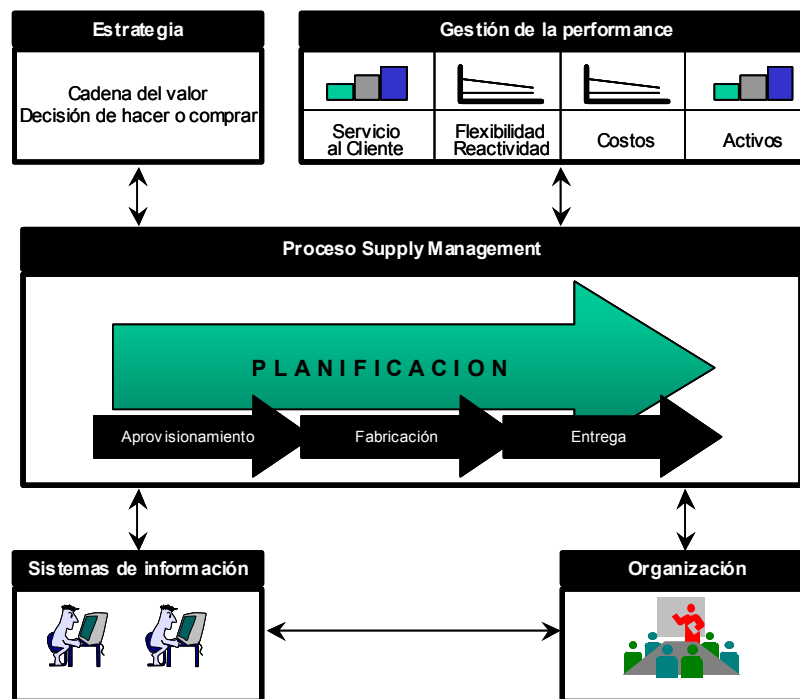 Estrategia
Cadena del valor
Decisión de hacer o comprar
Gestión de la performance
Servicio
al Cliente
Flexibilidad
Reactividad
Costos
Activos
Proceso Supply Management
PLANIFICACION
Aprovisionamiento
Fabricación
Entrega
Sistemas de información
Organización